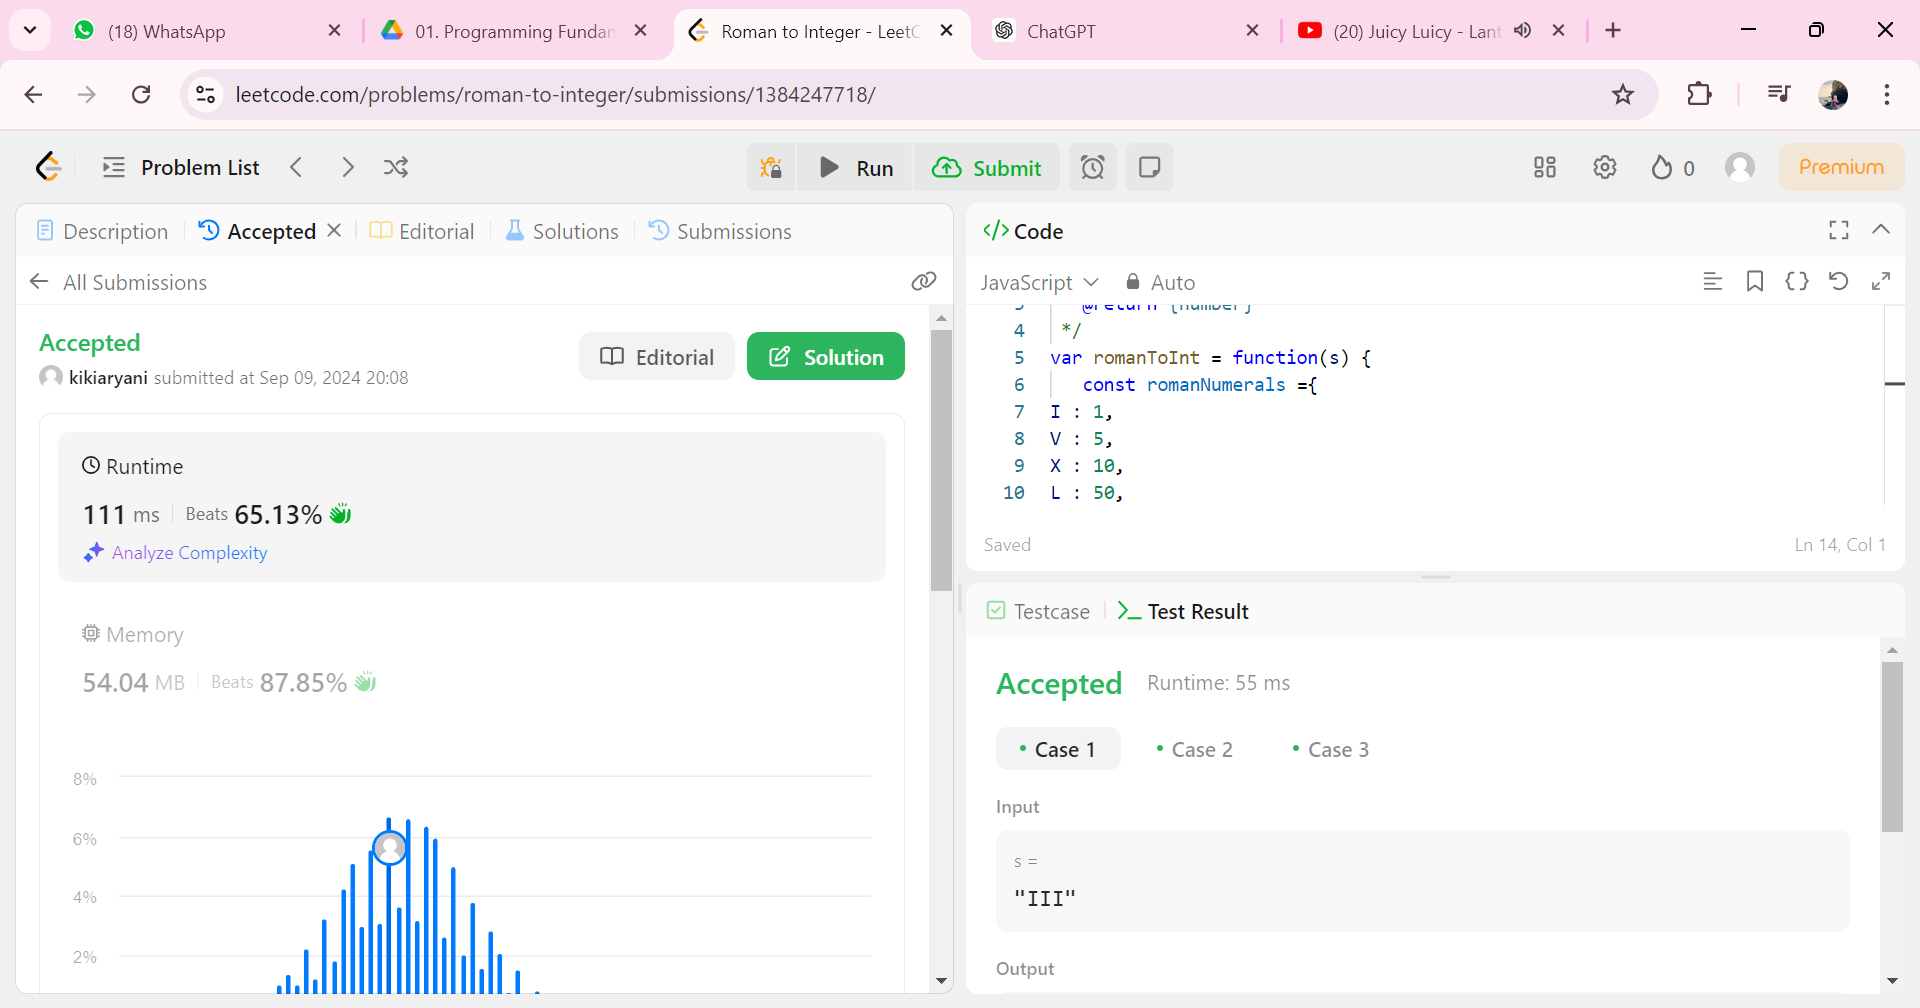 (18) WhatsApp
01. Programming Fundan
Roman to Integer - LeetC
ChatGPT
(20) Juicy Luicy - Lant
leetcode.com/problems/roman-to-integer/submissions/1384247718/
Problem List
Run
Submit
0
Premium
Description
Accepted
Editorial
Solutions
Submissions
All Submissions
Accepted
kikiaryani submitted at Sep 09, 2024 20:08
Editorial
Solution
Runtime
111 ms
Beats 65.13%
Analyze Complexity
Memory
54.04 MB
Beats 87.85%
8%
6%
4%
2%
</> Code
JavaScript
Auto
3 @return {number}
4 */
5 var romanToInt = function(s) {
6 const romanNumerals ={
7 I : 1,
8 V : 5,
9 X : 10,
10 L : 50,
Saved
Ln 14, Col 1
Testcase
Test Result
Accepted
Runtime: 55 ms
Case 1
Case 2
Case 3
Input
s =
"III"
Output